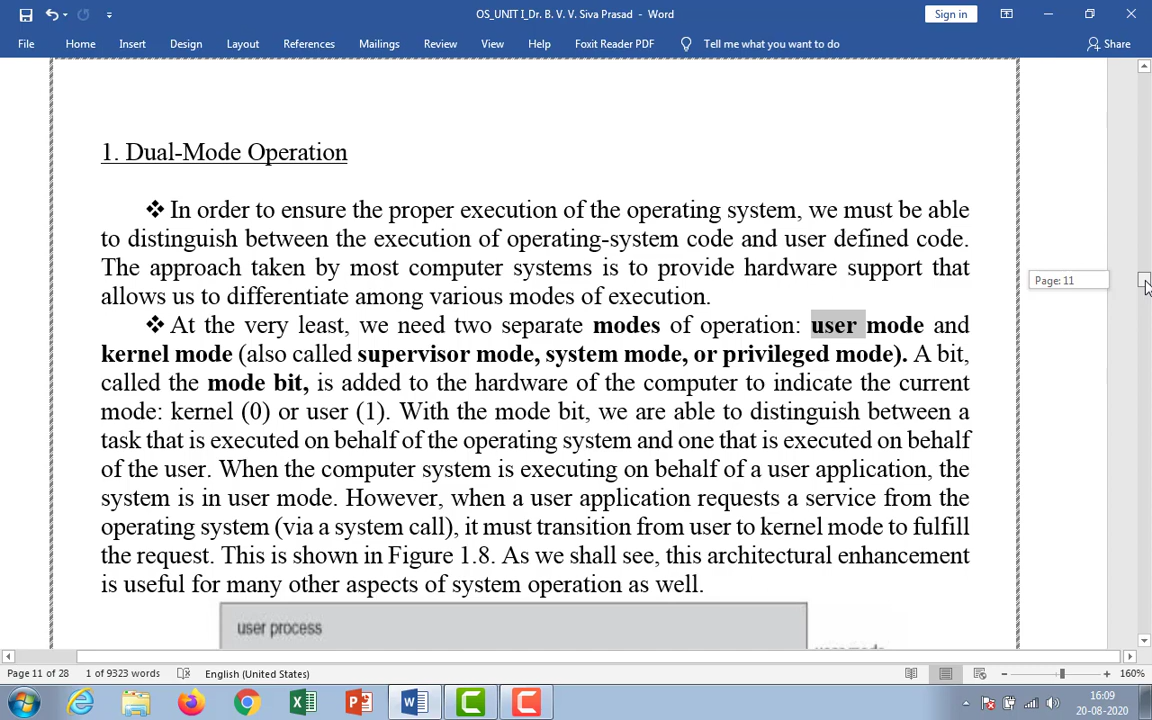 OS_UNIT I_Dr. B. V. V. Siva Prasad - Word
Sign in
File Home Insert Design Layout References Mailings Review View Help Foxit Reader PDF Tell me what you want to do Share
1. Dual-Mode Operation
❖ In order to ensure the proper execution of the operating system, we must be able
to distinguish between the execution of operating-system code and user defined code.
The approach taken by most computer systems is to provide hardware support that
allows us to differentiate among various modes of execution.
Page: 11
❖ At the very least, we need two separate modes of operation: user mode and
kernel mode (also called supervisor mode, system mode, or privileged mode). A bit,
called the mode bit, is added to the hardware of the computer to indicate the current
mode: kernel (0) or user (1). With the mode bit, we are able to distinguish between a
task that is executed on behalf of the operating system and one that is executed on behalf
of the user. When the computer system is executing on behalf of a user application, the
system is in user mode. However, when a user application requests a service from the
operating system (via a system call), it must transition from user to kernel mode to fulfill
the request. This is shown in Figure 1.8. As we shall see, this architectural enhancement
is useful for many other aspects of system operation as well.
user process
Page 11 of 28 1 of 9323 words English (United States) 160%
16:09
20-08-2020